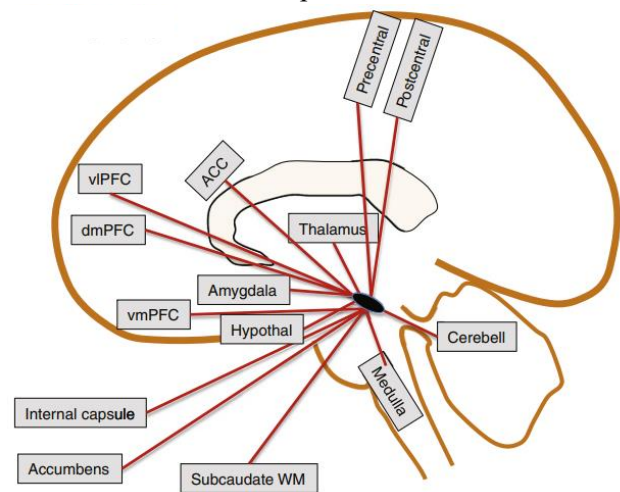 Precentral
Postcentral
ACC
vlPFC
dmPFC
Thalamus
Amygdala
vmPFC
Hypothal
Cerebell
Medulla
Internal capsule
Accumbens
Subcaudate WM